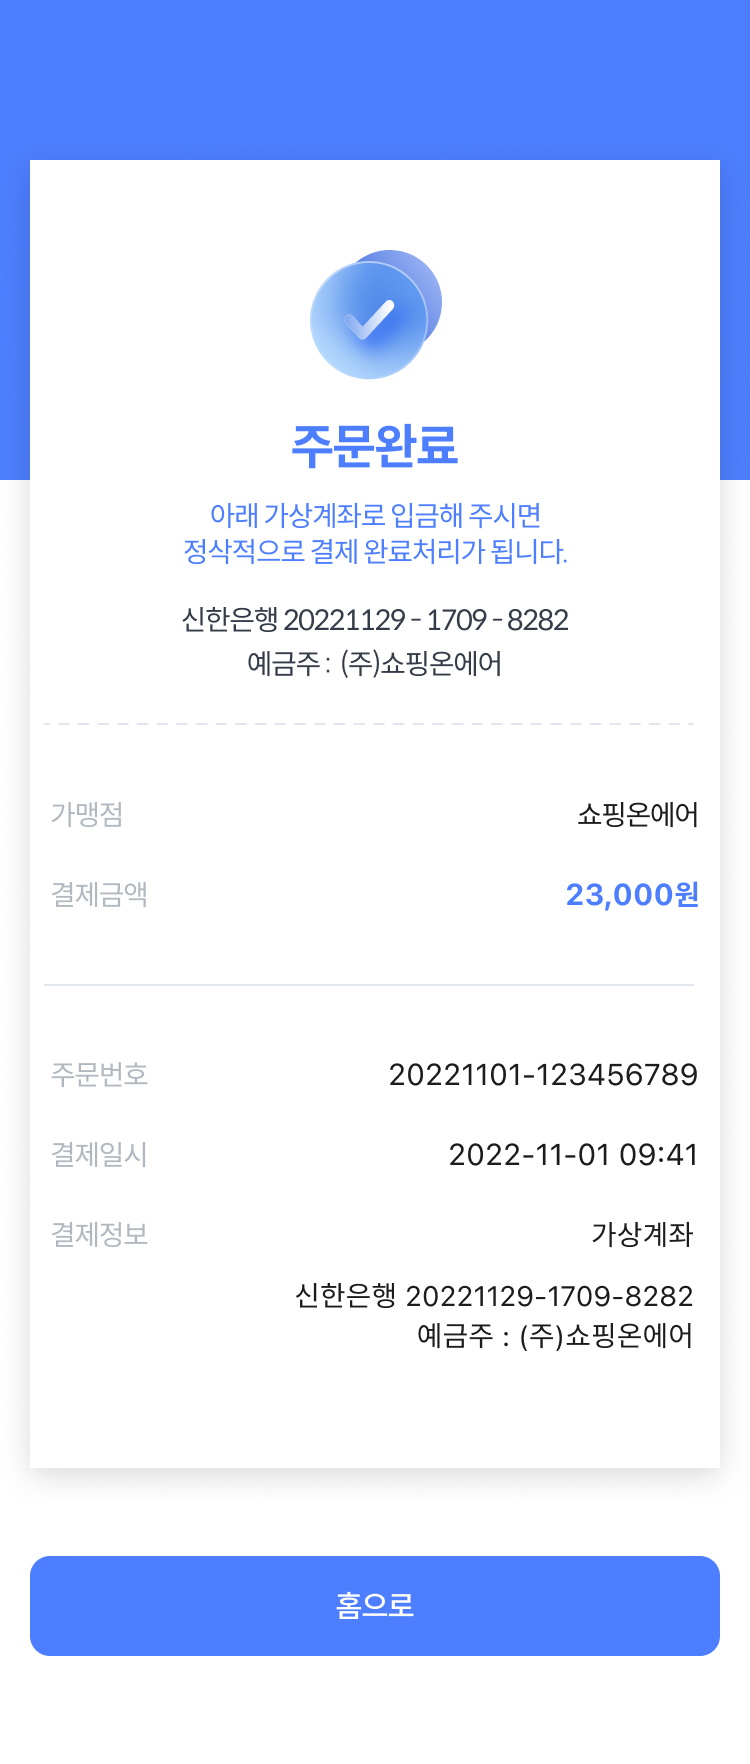 주문완료
아래 가상계좌로 입금해 주시면
정삭적으로 결제 완료처리가 됩니다.
신한은행 20221129 - 1709 - 8282
예금주 : (주)쇼핑온에어
가맹점 쇼핑온에어
결제금액 23,000원
주문번호 20221101-123456789
결제일시 2022-11-01 09:41
결제정보 가상계좌
신한은행 20221129-1709-8282
예금주 : (주)쇼핑온에어
홈으로